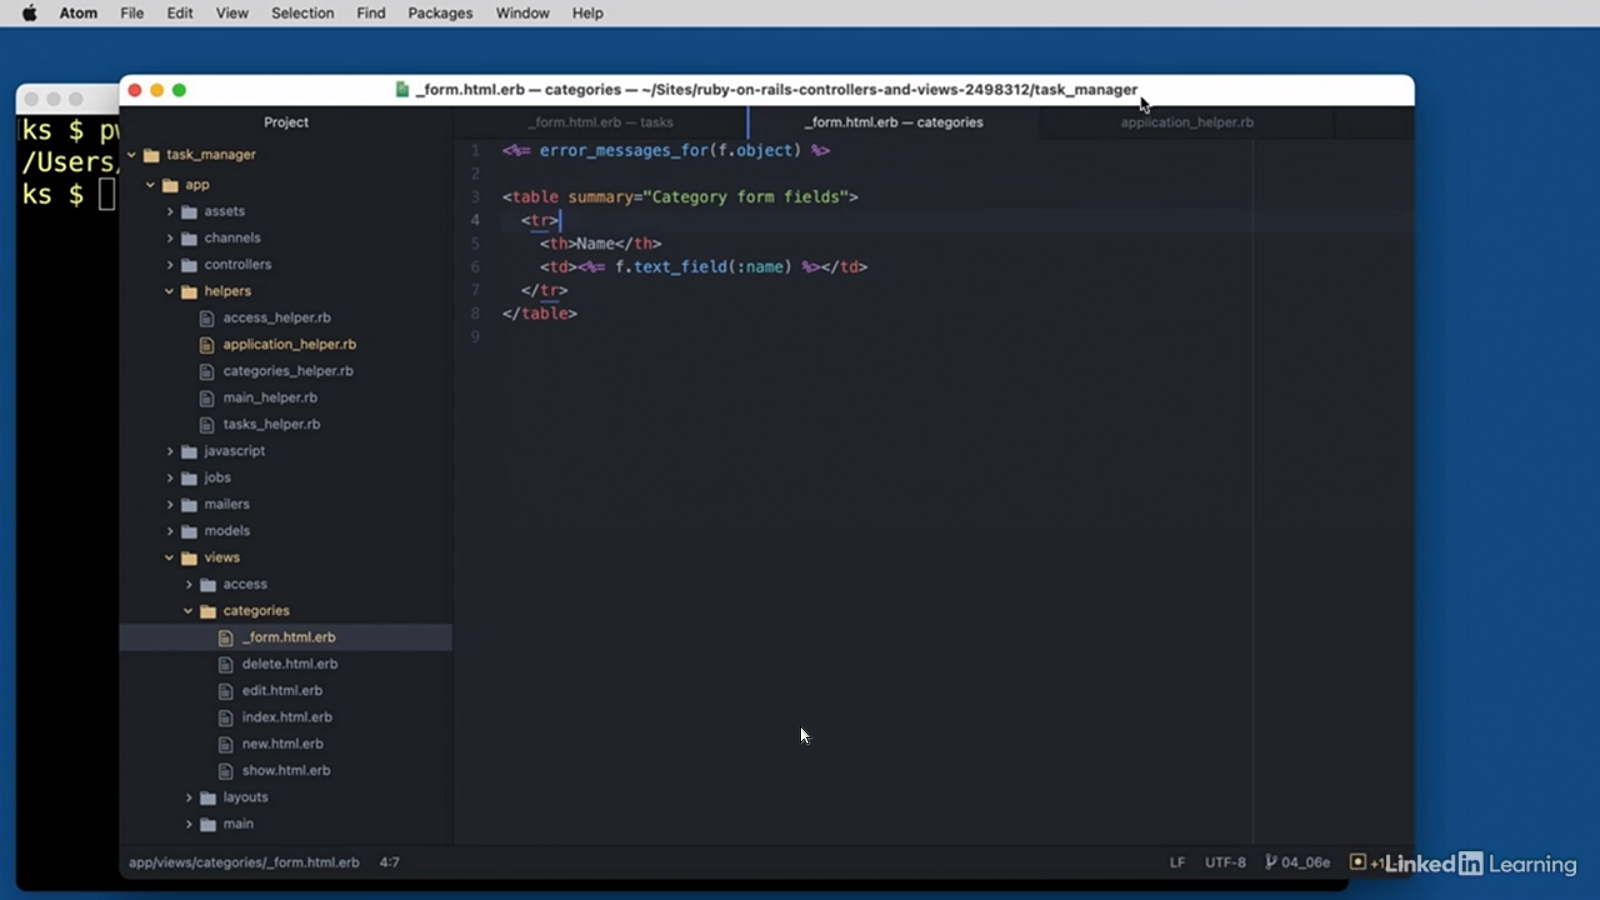 Atom File Edit View Selection Find Packages Window Help
_form.html.erb — categories — ~/Sites/ruby-on-rails-controllers-and-views-2498312/task_manager
ks $
/Users/
ks $
Project
_form.html.erb — tasks
_form.html.erb — categories
application_helper.rb
task_manager
app
assets
channels
controllers
helpers
access_helper.rb
application_helper.rb
categories_helper.rb
main_helper.rb
tasks_helper.rb
javascript
jobs
mailers
models
views
access
categories
_form.html.erb
delete.html.erb
edit.html.erb
index.html.erb
new.html.erb
show.html.erb
layouts
main
1 <%= error_messages_for(f.object) %>
2
3 <table summary="Category form fields">
4 <tr>
5 <th>Name</th>
6 <td><%= f.text_field(:name) %></td>
7 </tr>
8 </table>
9
app/views/categories/_form.html.erb 4:7
LF UTF-8 04_06e
LinkedIn Learning